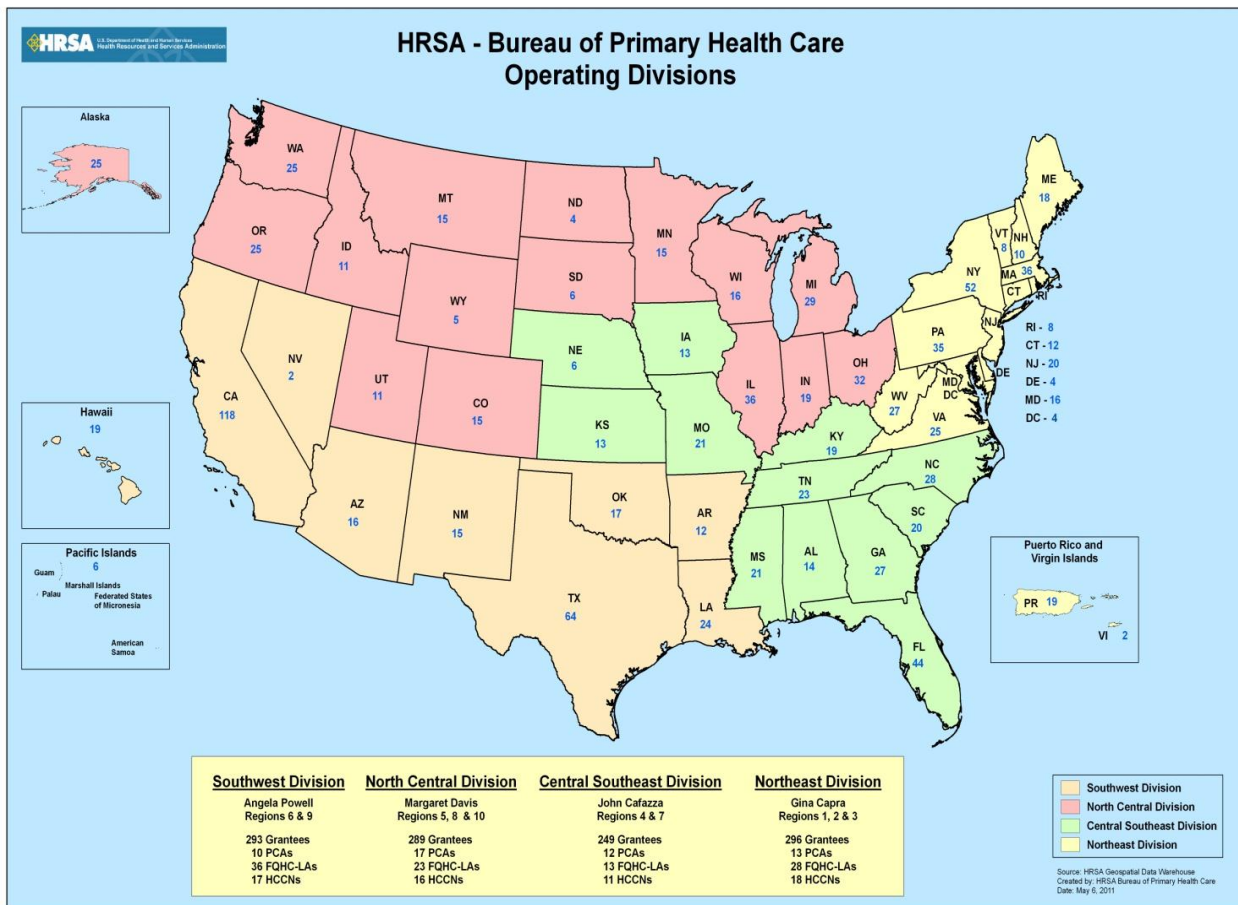 HRSA
U.S. Department of Health and Human Services
Health Resources and Services Administration
HRSA - Bureau of Primary Health Care
Operating Divisions
Alaska
25
WA
25
OR
25
ID
11
MT
15
WY
5
ND
4
SD
6
MN
15
WI
16
MI
29
IL
36
IN
19
OH
32
UT
11
CO
15
NE
6
IA
13
KS
13
MO
21
KY
19
TN
23
NC
28
SC
20
MS
21
AL
14
GA
27
FL
44
CA
118
NV
2
AZ
16
NM
15
OK
17
AR
12
TX
64
LA
24
ME
18
VT
8
NH
10
MA 36
CT
RI
NY
52
PA
35
NJ
DE
MD
DC
WV
27
VA
25
RI - 8
CT - 12
NJ - 20
DE - 4
MD - 16
DC - 4
Hawaii
19
Pacific Islands
6
Guam
Marshall Islands
Palau
Federated States
of Micronesia
American
Samoa
Puerto Rico and
Virgin Islands
PR 19
VI 2
Southwest Division
Angela Powell
Regions 6 & 9
293 Grantees
10 PCAs
36 FQHC-LAs
17 HCCNs
North Central Division
Margaret Davis
Regions 5, 8 & 10
289 Grantees
17 PCAs
23 FQHC-LAs
16 HCCNs
Central Southeast Division
John Cafazza
Regions 4 & 7
249 Grantees
12 PCAs
13 FQHC-LAs
11 HCCNs
Northeast Division
Gina Capra
Regions 1, 2 & 3
296 Grantees
13 PCAs
28 FQHC-LAs
18 HCCNs
Southwest Division
North Central Division
Central Southeast Division
Northeast Division
Source: HRSA Geospatial Data Warehouse
Created by: HRSA Bureau of Primary Health Care
Date: May 6, 2011